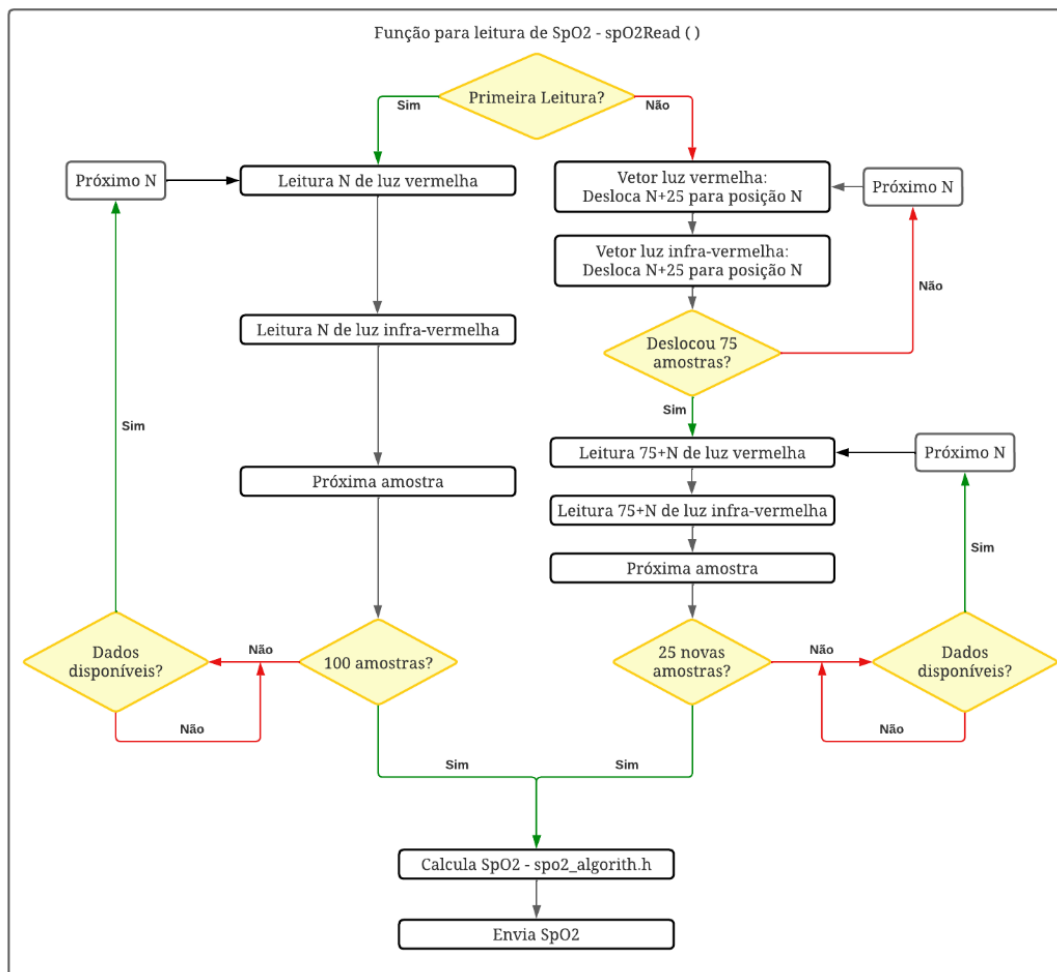 Função para leitura de SpO2 - spO2Read ( )
Primeira Leitura?
Sim
Não
Próximo N
Leitura N de luz vermelha
Vetor luz vermelha:
Desloca N+25 para posição N
Próximo N
Vetor luz infra-vermelha:
Desloca N+25 para posição N
Não
Leitura N de luz infra-vermelha
Deslocou 75
amostras?
Sim
Sim
Leitura 75+N de luz vermelha
Próximo N
Próxima amostra
Leitura 75+N de luz infra-vermelha
Sim
Próxima amostra
Dados
disponíveis?
Não
100 amostras?
25 novas
amostras?
Não
Dados
disponíveis?
Não
Não
Sim
Sim
Calcula SpO2 - spo2_algorith.h
Envia SpO2